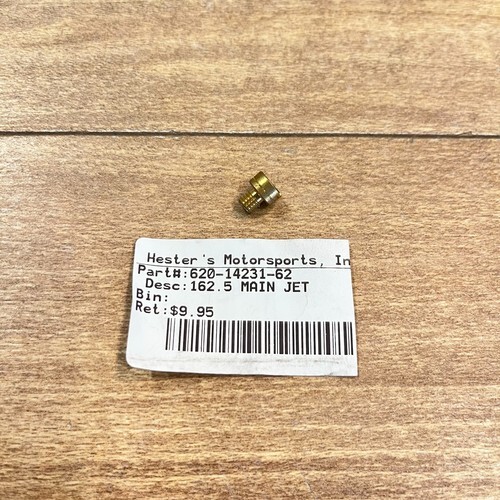 Hester's Motorsports, In
Part#:620-14231-62
Desc:162.5 MAIN JET
Bin:
Ret:$9.95